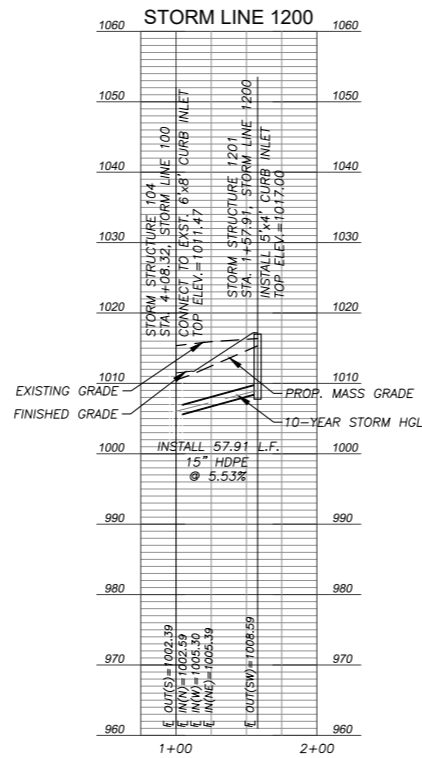 STORM LINE 1200
1060
1060
1050
1050
1040
1040
1030
1030
1020
1020
1010
1010
1000
1000
990
990
980
980
970
970
960
960
STORM STRUCTURE 104
STA. 4+08.32, STORM LINE 100
CONNECT TO EXST. 6'x8' CURB INLET
TOP ELEV.=1011.47
STORM STRUCTURE 1201
STA. 1+57.91, STORM LINE 1200
INSTALL 5'x4' CURB INLET
TOP ELEV.=1017.00
EXISTING GRADE
FINISHED GRADE
PROP. MASS GRADE
10-YEAR STORM HGL
INSTALL 57.91 L.F.
15" HDPE
@ 5.53%
FL OUT(S)=1002.39
FL IN(N)=1002.59
FL IN(W)=1005.30
FL IN(NE)=1005.39
FL OUT(SW)=1008.59
1+00
2+00